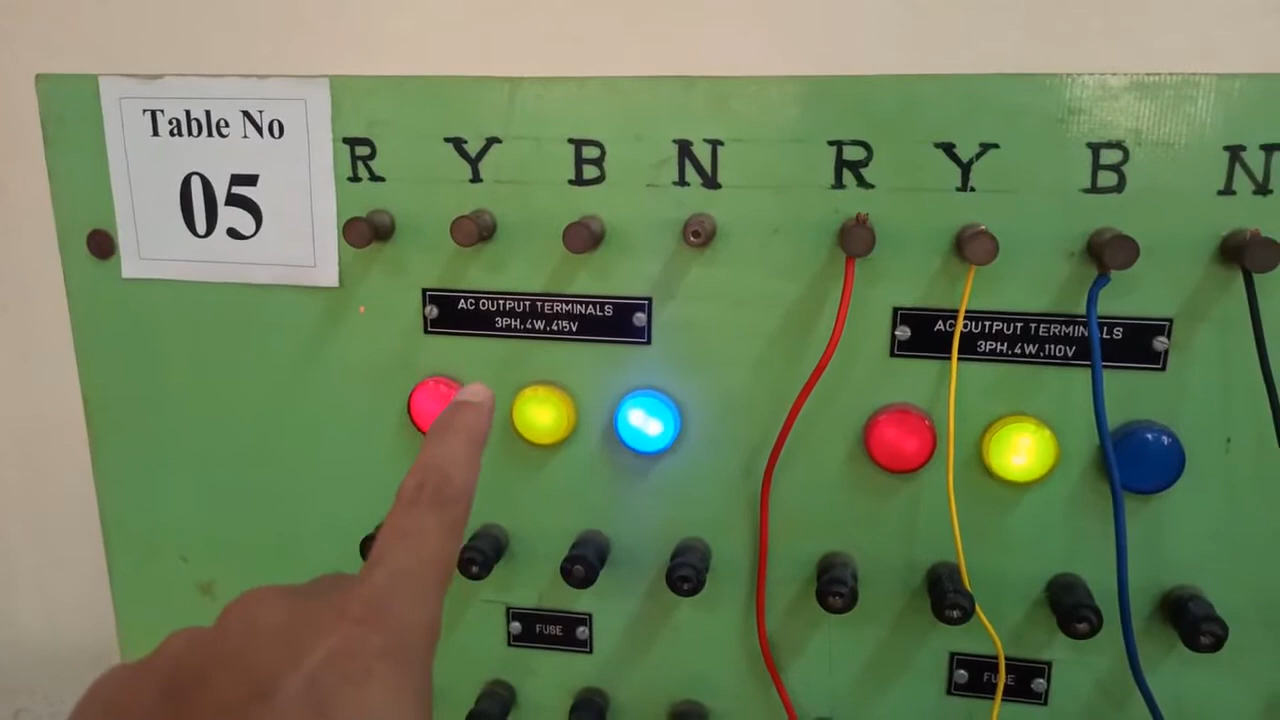 Table No
05
R Y B N R Y B N
AC OUTPUT TERMINALS
3PH,4W,415V
AC OUTPUT TERMINALS
3PH,4W,110V
FUSE
FUSE